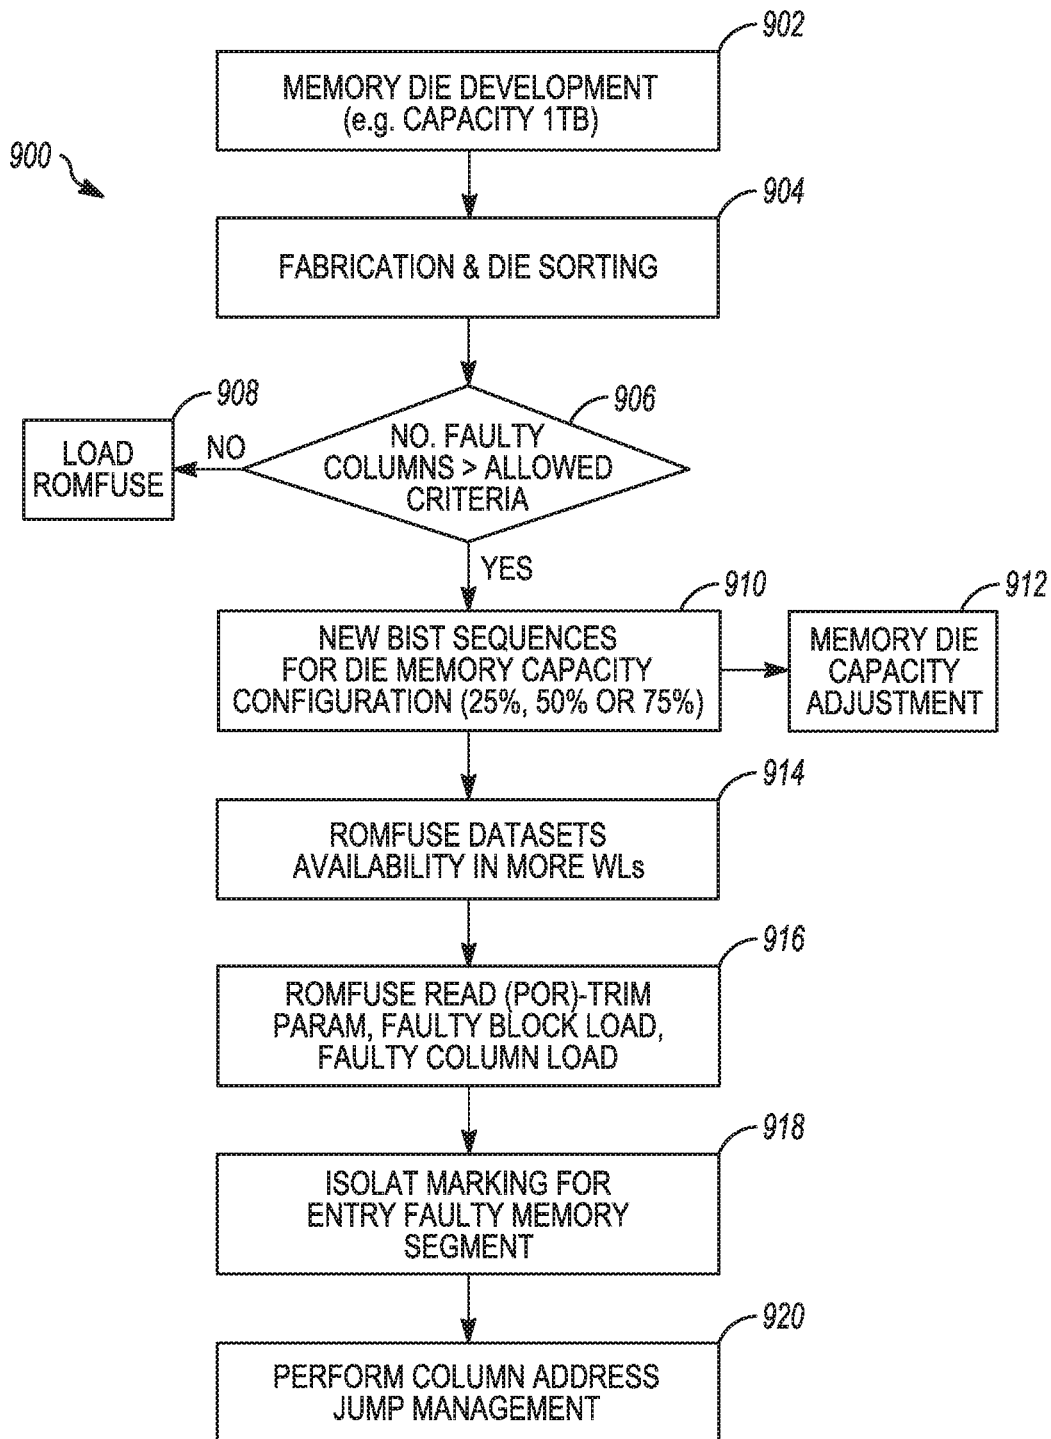 902
MEMORY DIE DEVELOPMENT
(e.g. CAPACITY 1TB)
900
904
FABRICATION & DIE SORTING
908
906
LOAD
ROMFUSE
NO
NO. FAULTY
COLUMNS > ALLOWED
CRITERIA
YES
910
912
NEW BIST SEQUENCES
FOR DIE MEMORY CAPACITY
CONFIGURATION (25%, 50% OR 75%)
MEMORY DIE
CAPACITY
ADJUSTMENT
914
ROMFUSE DATASETS
AVAILABILITY IN MORE WLs
916
ROMFUSE READ (POR)-TRIM
PARAM, FAULTY BLOCK LOAD,
FAULTY COLUMN LOAD
918
ISOLAT MARKING FOR
ENTRY FAULTY MEMORY
SEGMENT
920
PERFORM COLUMN ADDRESS
JUMP MANAGEMENT